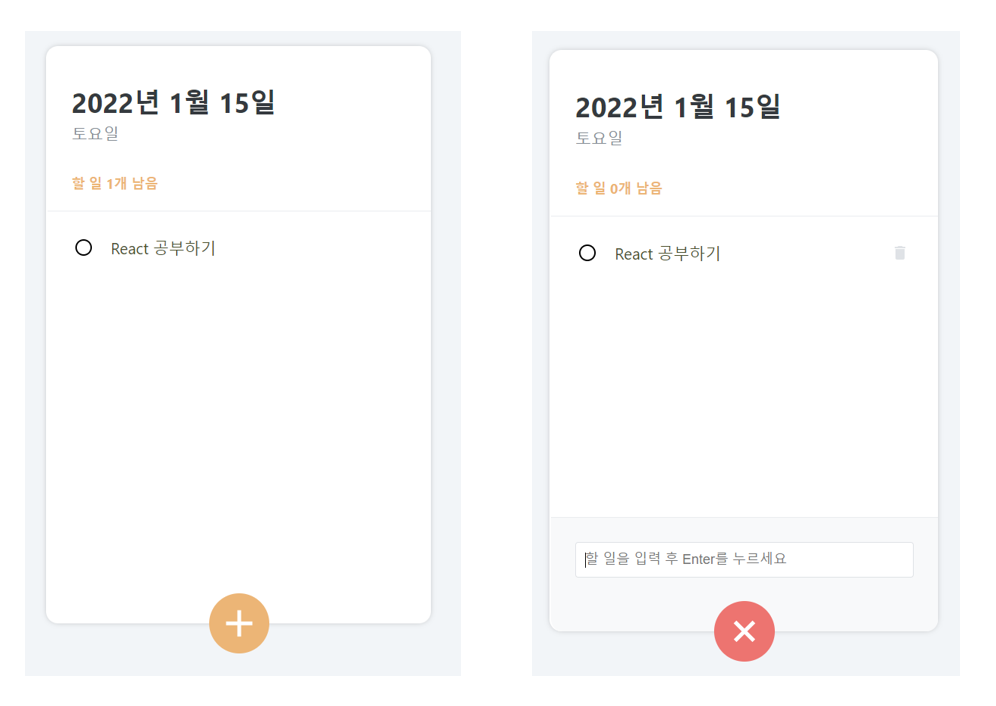 2022년 1월 15일
토요일
할 일 1개 남음
React 공부하기
2022년 1월 15일
토요일
할 일 0개 남음
React 공부하기
할 일을 입력 후 Enter를 누르세요